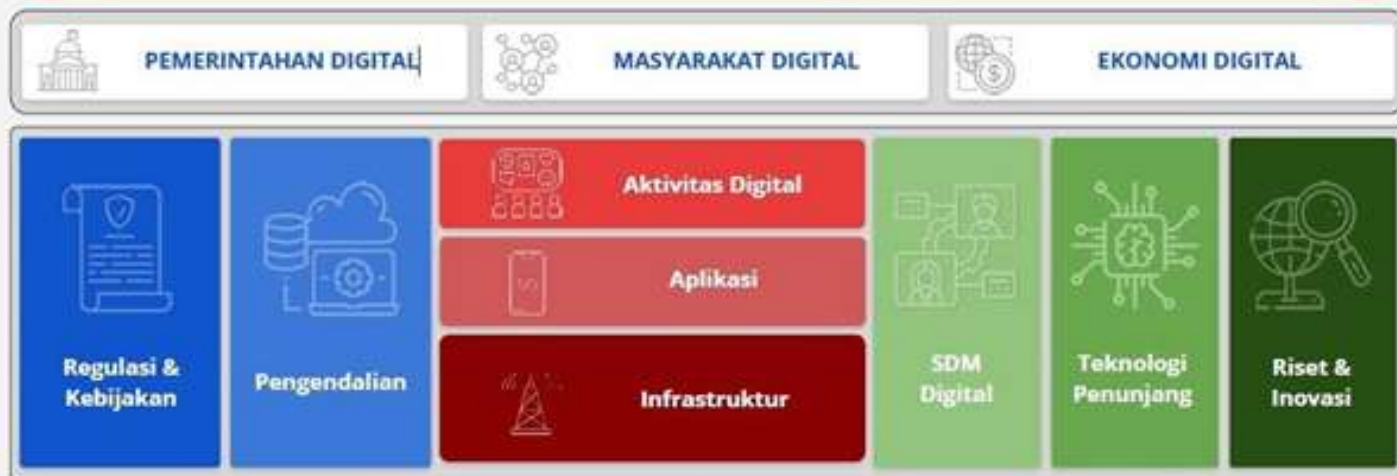 PEMERINTAHAN DIGITAL
MASYARAKAT DIGITAL
EKONOMI DIGITAL
Regulasi &
Kebijakan
Pengendalian
Aktivitas Digital
Aplikasi
Infrastruktur
SDM
Digital
Teknologi
Penunjang
Riset &
Inovasi